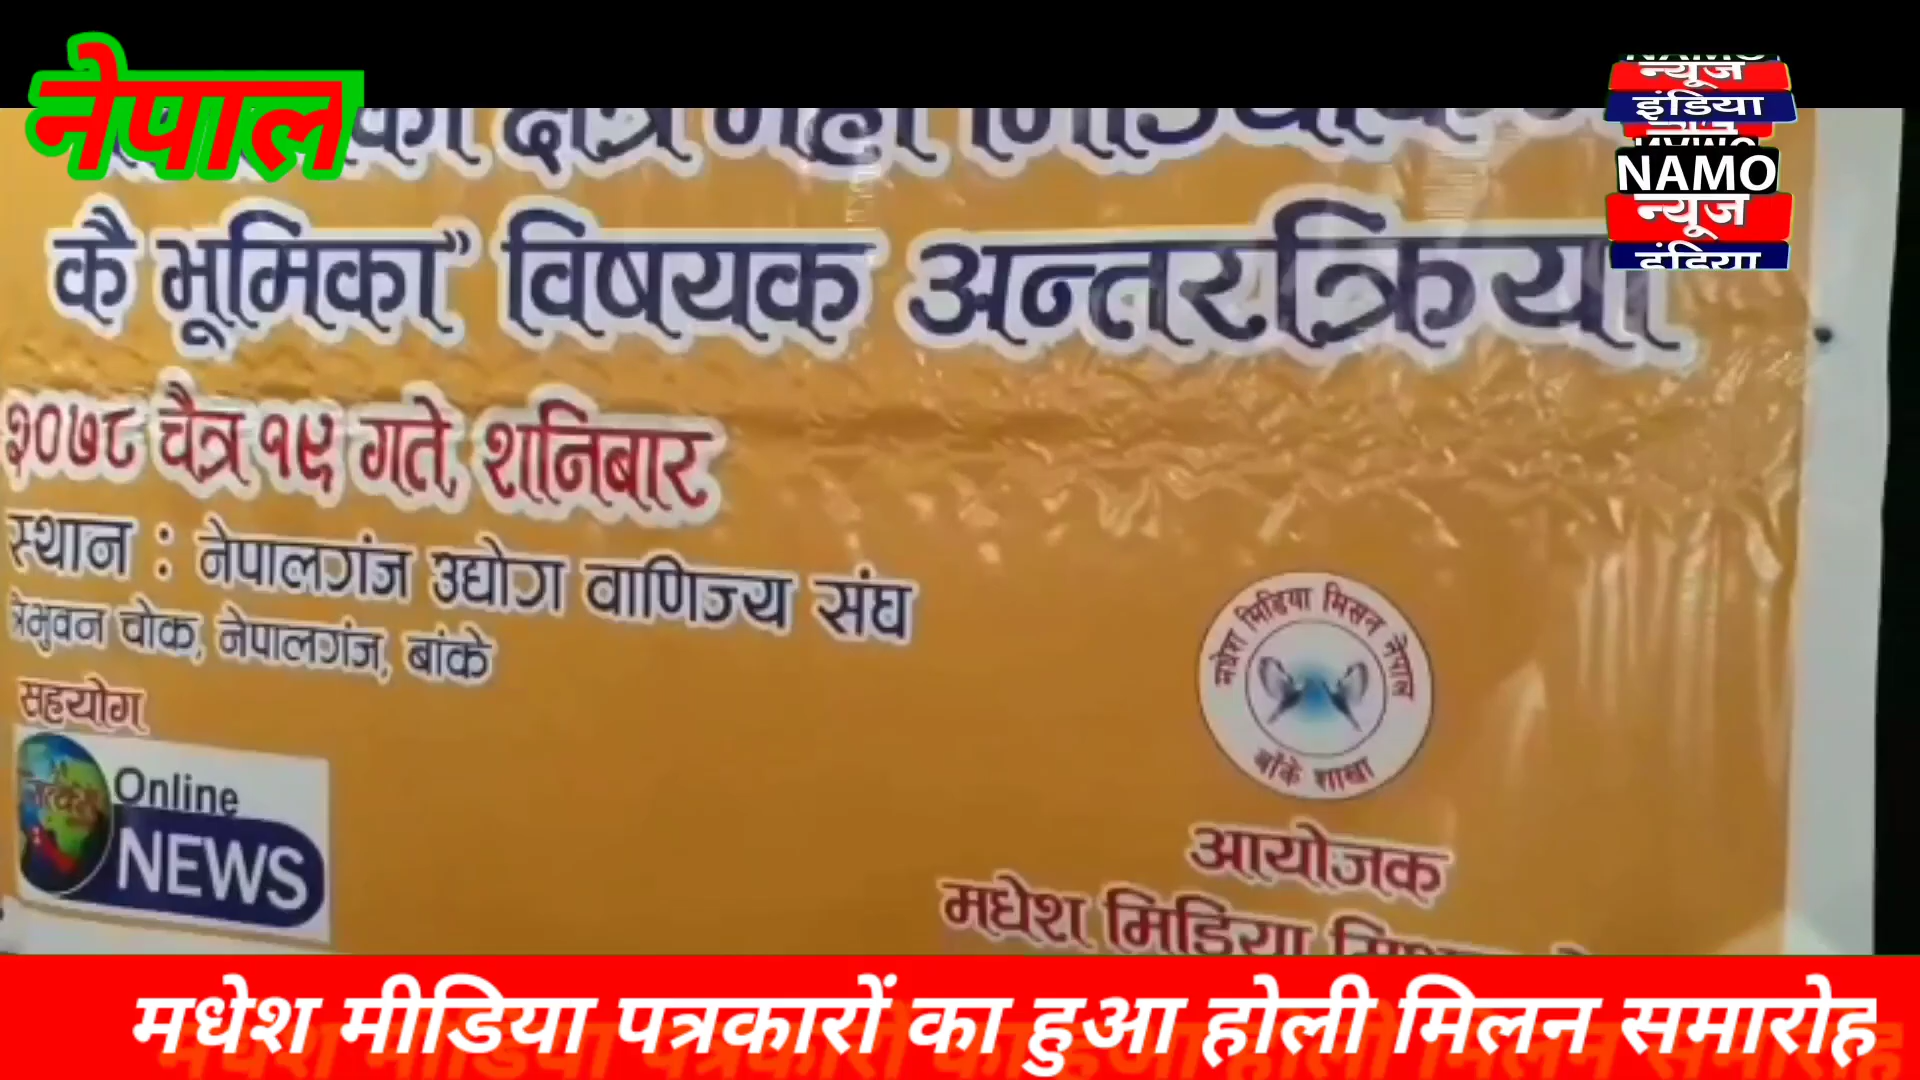 नेपाल
न्यूज
इंडिया
NAMO
न्यूज
इंडिया
कै भूमिका" विषयक अन्तरक्रिया
२०७८ चैत्र १९ गते, शनिबार
स्थान : नेपालगंज उद्योग वाणिज्य संघ
त्रिभुवन चोक, नेपालगंज, बांके
सहयोग
Online
NEWS
मधेश मिडिया मिसन नेपाल
बाँके शाखा
आयोजक
मधेश मिडिया
मधेश मीडिया पत्रकारों का हुआ होली मिलन समारोह